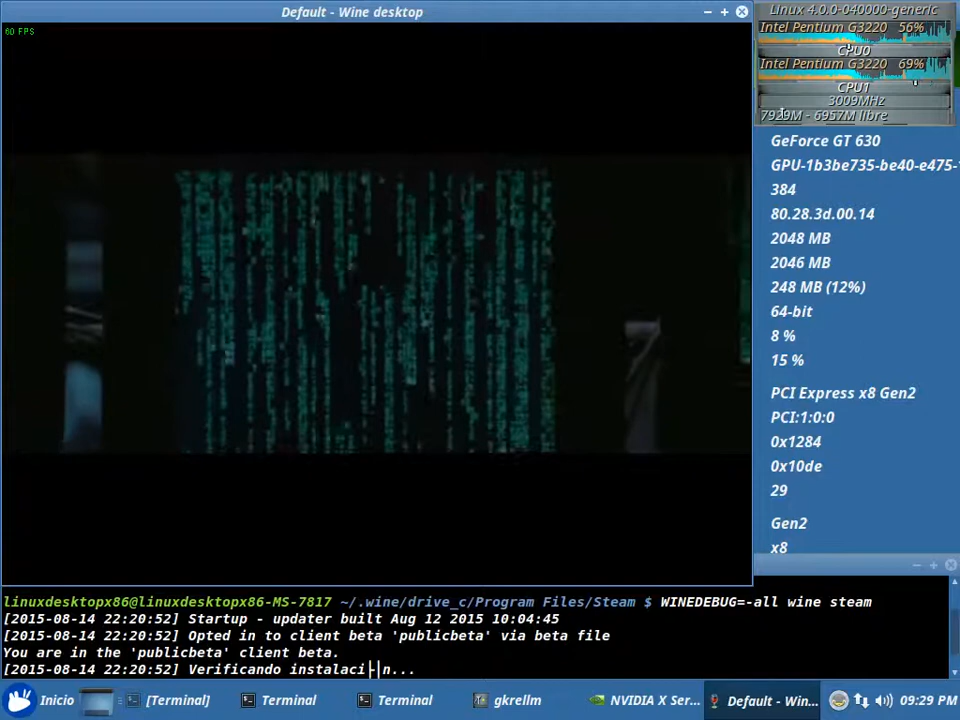 Default - Wine desktop
60 FPS
Linux 4.0.0-040000-generic
Intel Pentium G3220 56%
CPU0
Intel Pentium G3220 69%
CPU1
3009MHz
7929M - 6957M libre
GeForce GT 630
GPU-1b3be735-be40-e475-
384
80.28.3d.00.14
2048 MB
2046 MB
248 MB (12%)
64-bit
8 %
15 %
PCI Express x8 Gen2
PCI:1:0:0
0x1284
0x10de
29
Gen2
x8
linuxdesktopx86@linuxdesktopx86-MS-7817 ~/.wine/drive_c/Program Files/Steam $ WINEDEBUG=-all wine steam
[2015-08-14 22:20:52] Startup - updater built Aug 12 2015 10:04:45
[2015-08-14 22:20:52] Opted in to client beta 'publicbeta' via beta file
You are in the 'publicbeta' client beta.
[2015-08-14 22:20:52] Verificando instalaci├│n...
Inicio
[Terminal]
Terminal
Terminal
gkrellm
NVIDIA X Ser...
Default - Win...
09:29 PM